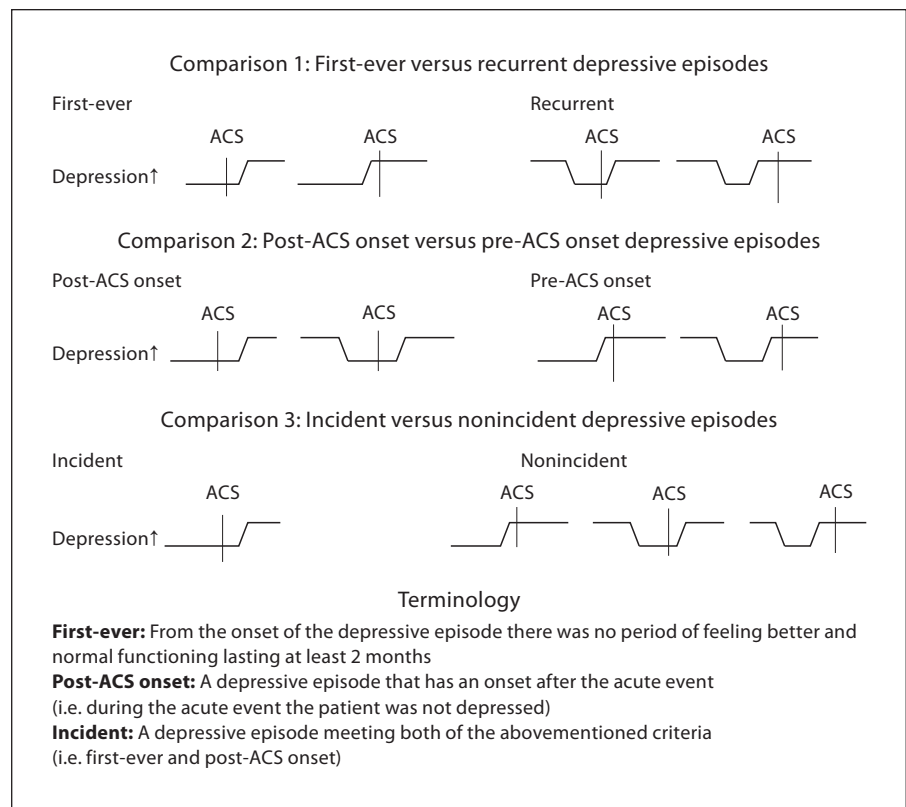 Comparison 1: First-ever versus recurrent depressive episodes
First-ever
Recurrent
ACS
ACS
ACS
ACS
Depression↑
Comparison 2: Post-ACS onset versus pre-ACS onset depressive episodes
Post-ACS onset
Pre-ACS onset
ACS
ACS
ACS
ACS
Depression↑
Comparison 3: Incident versus nonincident depressive episodes
Incident
Nonincident
ACS
ACS
ACS
ACS
Depression↑
Terminology
First-ever: From the onset of the depressive episode there was no period of feeling better and
normal functioning lasting at least 2 months
Post-ACS onset: A depressive episode that has an onset after the acute event
(i.e. during the acute event the patient was not depressed)
Incident: A depressive episode meeting both of the abovementioned criteria
(i.e. first-ever and post-ACS onset)